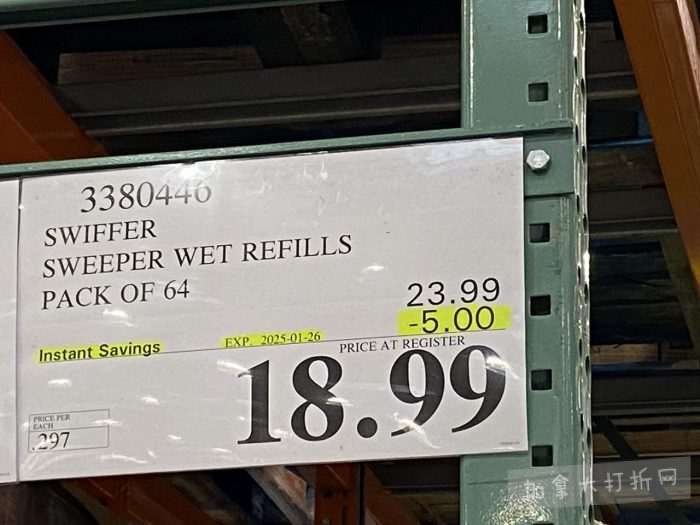 3380446
SWIFFER
SWEEPER WET REFILLS
PACK OF 64
23.99
-5.00
Instant Savings
EXP. 2025-01-26
PRICE AT REGISTER
18.99
PRICE PER
EACH
.297
加拿大打折网